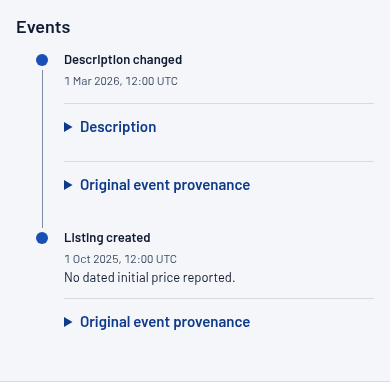 Events
Description changed
1 Mar 2026, 12:00 UTC
Description
Original event provenance
Listing created
1 Oct 2025, 12:00 UTC
No dated initial price reported.
Original event provenance